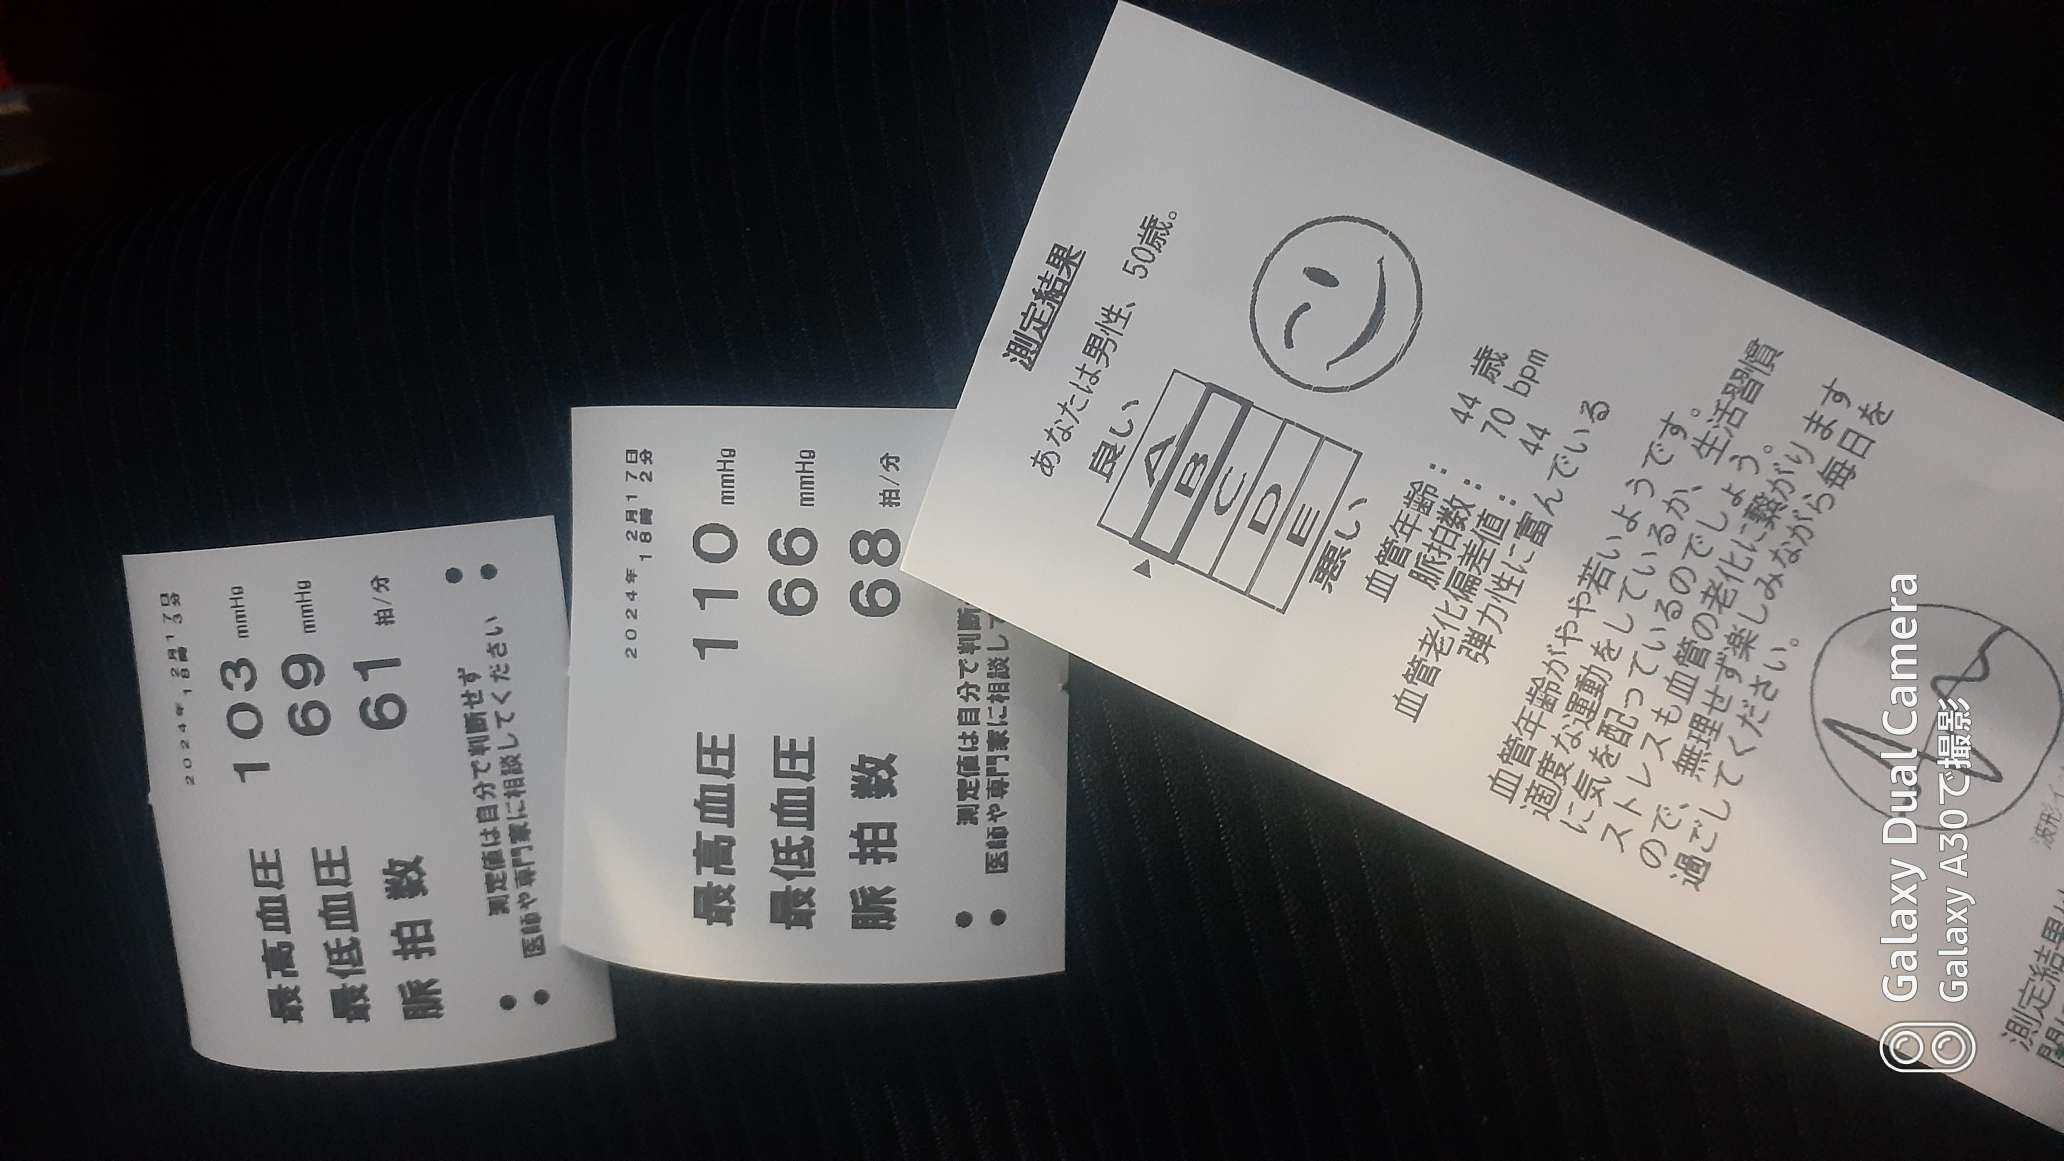 2024年 2月17日
18時 3分
最高血圧 103 mmHg
最低血圧 69 mmHg
脈拍数 61 拍/分
測定値は自分で判断せず
医師や専門家に相談してください
2024年 2月17日
18時 2分
最高血圧 110 mmHg
最低血圧 66 mmHg
脈拍数 68 拍/分
測定値は自分で判断
医師や専門家に相談して
測定結果
あなたは男性、50歳。
良い
A
B
C
D
E
悪い
血管年齢: 44 歳
脈拍数: 70 bpm
血管老化偏差値: 44
弾力性に富んでいる
血管年齢がやや若いようです。
適度な運動をしているか、生活習慣
に気を配っているのでしょう。
ストレスも血管の老化に繋がります
ので、無理せず楽しみながら毎日を
過ごしてください。
測定結果
Galaxy Dual Camera
Galaxy A30で撮影